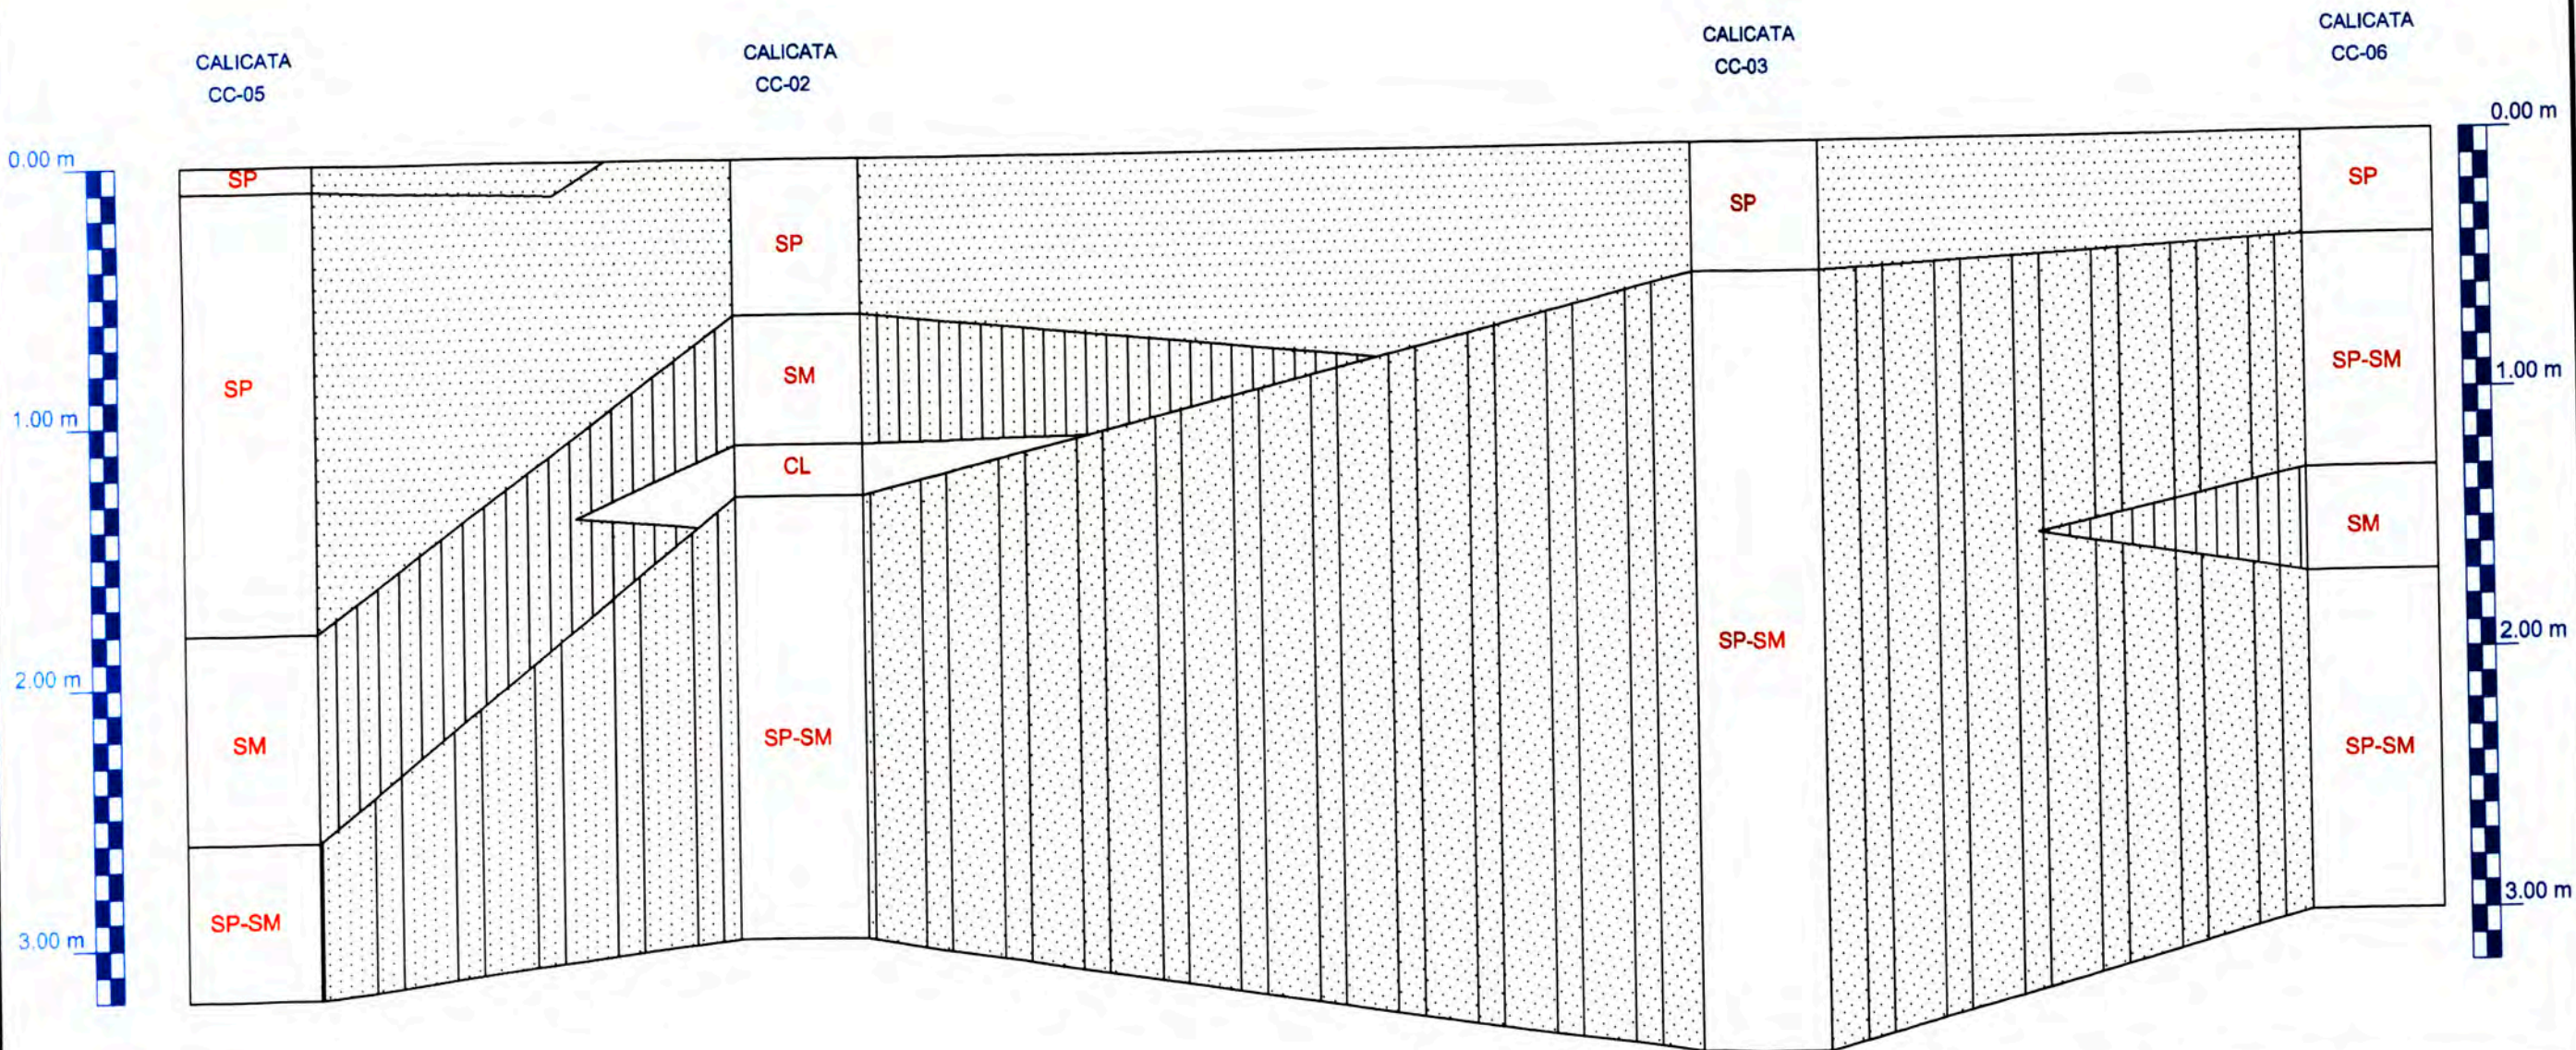 CALICATA
CC-05
CALICATA
CC-02
CALICATA
CC-03
CALICATA
CC-06
0.00 m
1.00 m
2.00 m
3.00 m
SP
SP
SM
SP-SM
SP
SM
CL
SP-SM
SP
SP-SM
SP
SP-SM
SM
SP-SM
0.00 m
1.00 m
2.00 m
3.00 m